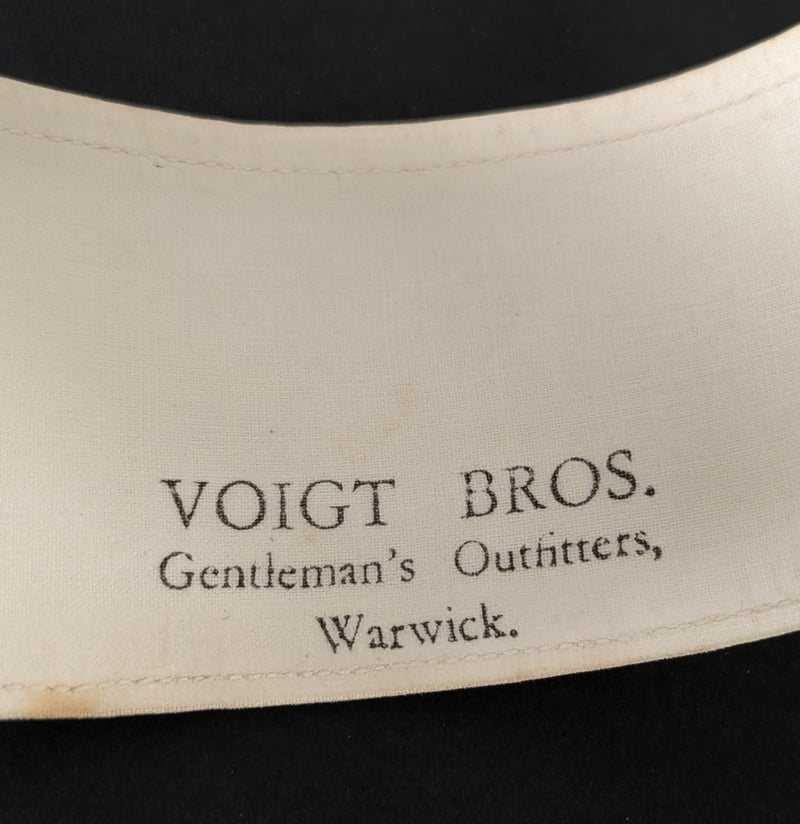 VOIGT BROS.
Gentleman's Outfitters,
Warwick.